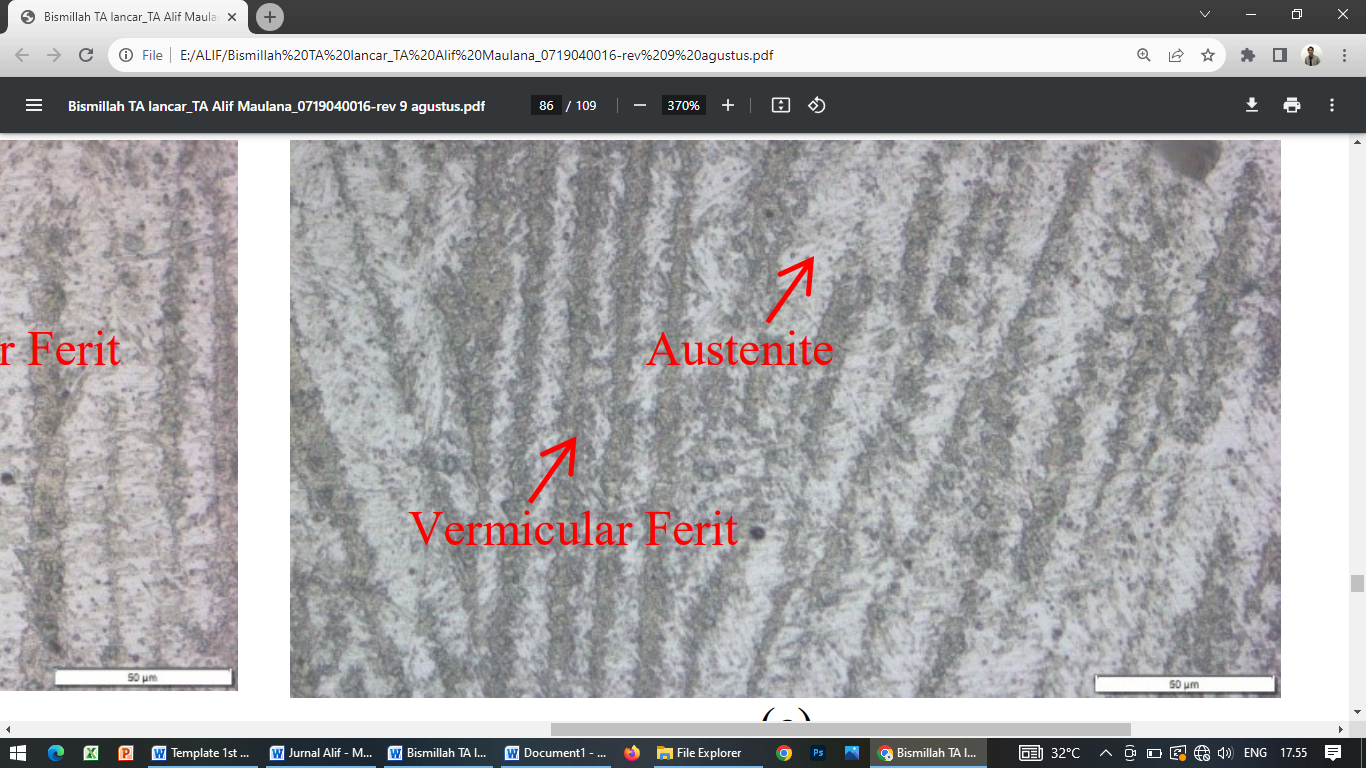 Bismillah TA lancar_TA Alif Maula
File E:/ALIF/Bismillah%20TA%20lancar_TA%20Alif%20Maulana_0719040016-rev%209%20agustus.pdf
Bismillah TA lancar_TA Alif Maulana_0719040016-rev 9 agustus.pdf 86 / 109 370%
r Ferit
Austenite
Vermicular Ferit
50 µm
50 µm
Template 1st ... Jurnal Alif - M... Bismillah TA l... Document1 - ... File Explorer Ps Bismillah TA l... 32°C ENG 17.55